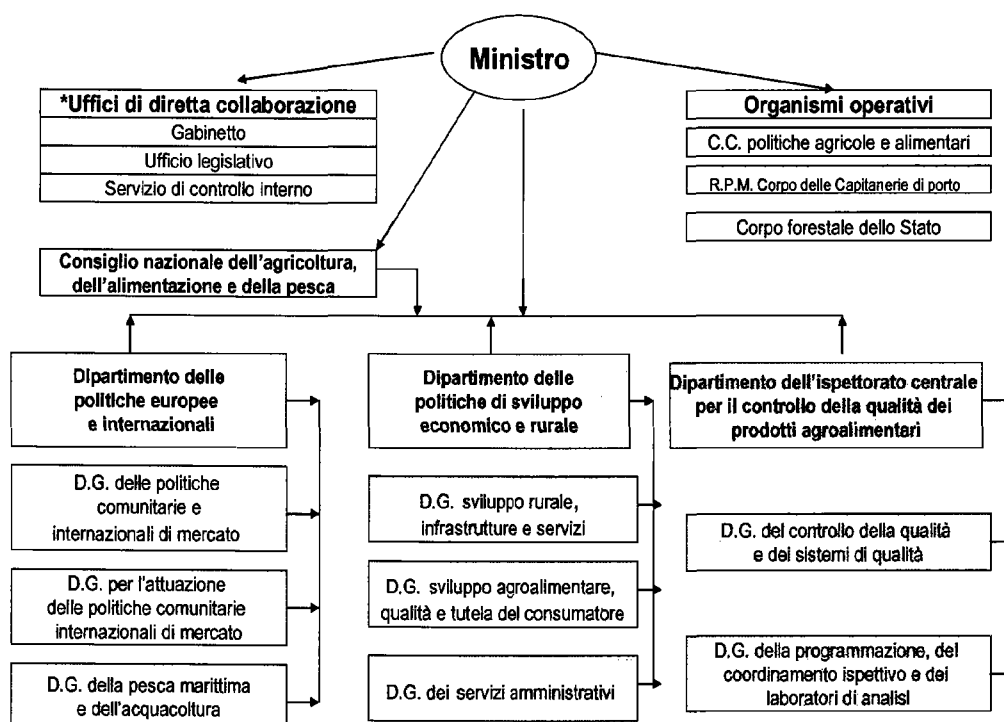 Ministro
*Uffici di diretta collaborazione
Gabinetto
Ufficio legislativo
Servizio di controllo interno
Organismi operativi
C.C. politiche agricole e alimentari
R.P.M. Corpo delle Capitanerie di porto
Corpo forestale dello Stato
Consiglio nazionale dell'agricoltura,
dell'alimentazione e della pesca
Dipartimento delle
politiche europee
e internazionali
D.G. delle politiche
comunitarie e
internazionali di mercato
D.G. per l'attuazione
delle politiche comunitarie
internazionali di mercato
D.G. della pesca marittima
e dell'acquacoltura
Dipartimento delle
politiche di sviluppo
economico e rurale
D.G. sviluppo rurale,
infrastrutture e servizi
D.G. sviluppo agroalimentare,
qualità e tutela del consumatore
D.G. dei servizi amministrativi
Dipartimento dell'ispettorato centrale
per il controllo della qualità dei
prodotti agroalimentari
D.G. del controllo della qualità
e dei sistemi di qualità
D.G. della programmazione, del
coordinamento ispettivo e dei
laboratori di analisi